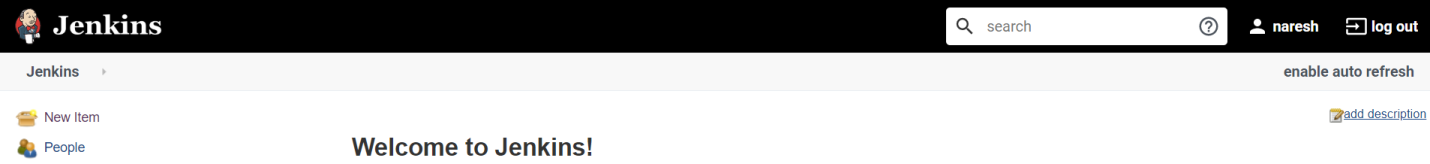 Jenkins
search
naresh
log out
Jenkins
enable auto refresh
New Item
add description
People
Welcome to Jenkins!